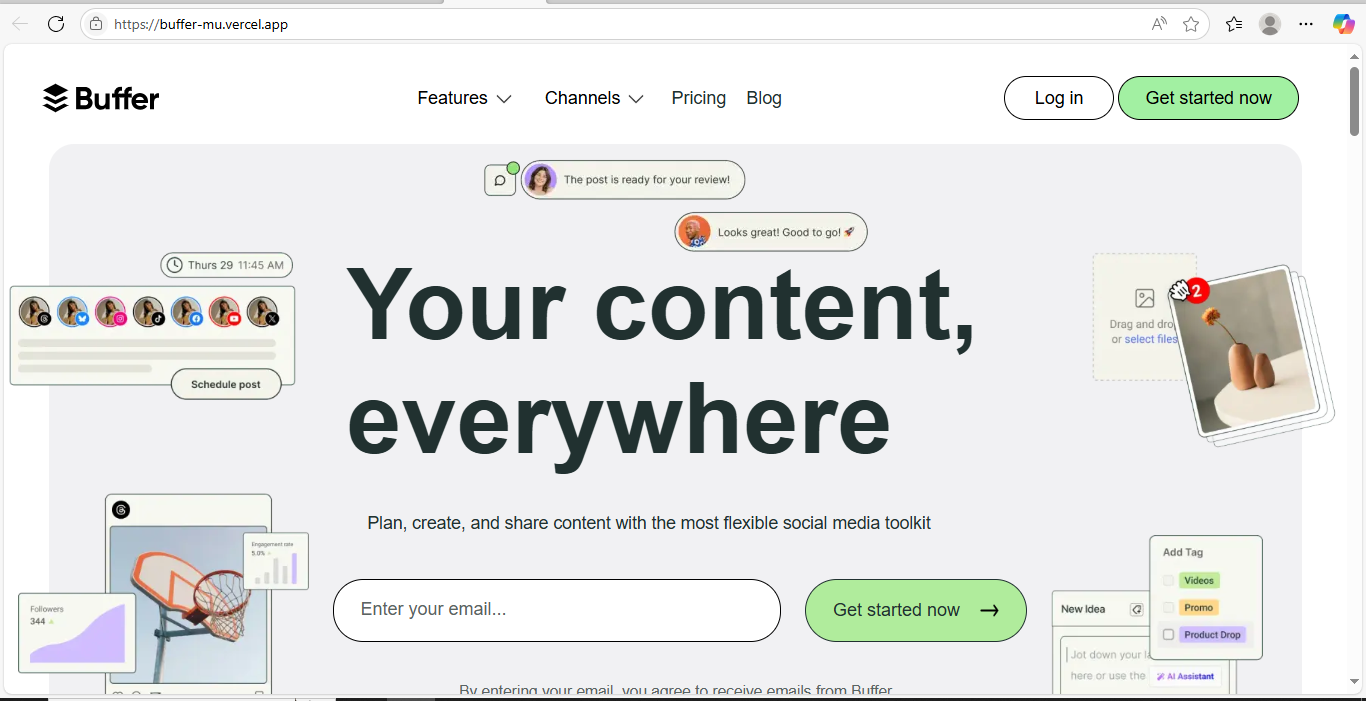 https://buffer-mu.vercel.app
Buffer
Features
Channels
Pricing
Blog
Log in
Get started now
The post is ready for your review!
Looks great! Good to go! 🚀
Thurs 29 11:45 AM
Schedule post
Your content,
everywhere
2
Drag and dro
or select files
Plan, create, and share content with the most flexible social media toolkit
Enter your email...
Get started now →
Engagement rate
5.0%
Followers
344
Add Tag
Videos
Promo
Product Drop
New Idea
Jot down your la
here or use the
AI Assistant
By entering your email, you agree to receive emails from Buffer